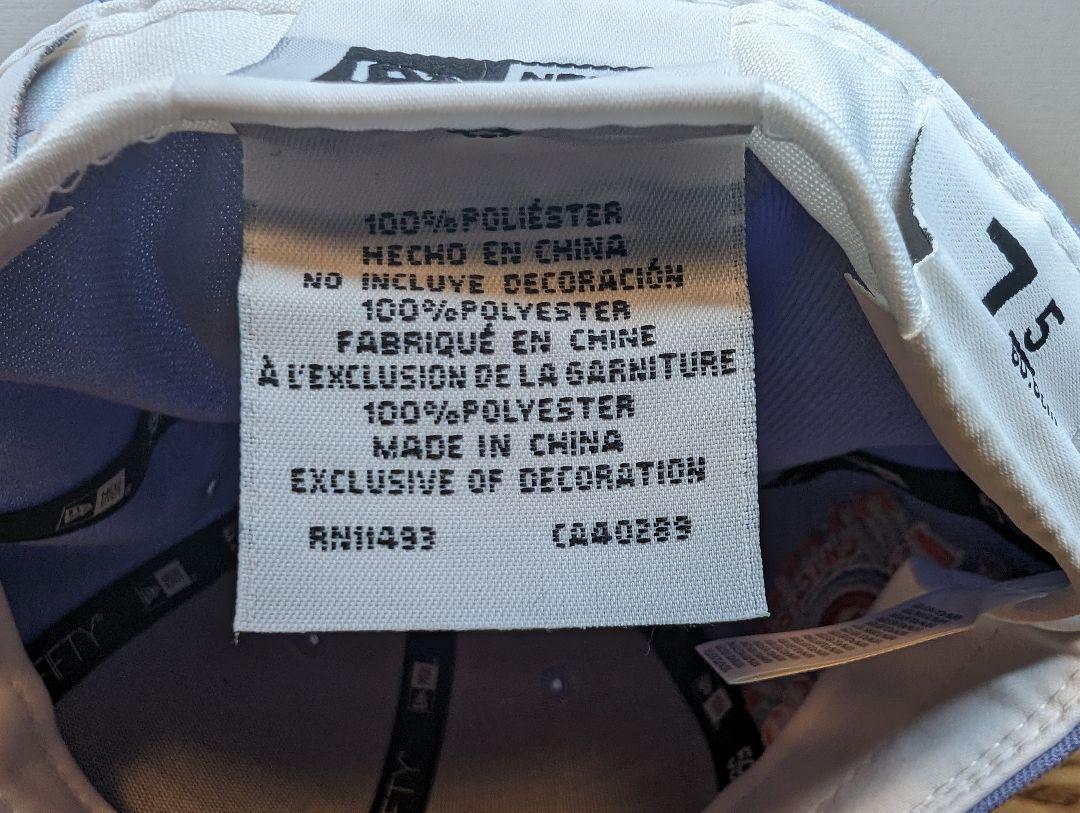 100%POLIÉSTER
HECHO EN CHINA
NO INCLUYE DECORACIÓN
100%POLYESTER
FABRIQUÉ EN CHINE
À L'EXCLUSION DE LA GARNITURE
100%POLYESTER
MADE IN CHINA
EXCLUSIVE OF DECORATION
RN11493 CA40289
7 5